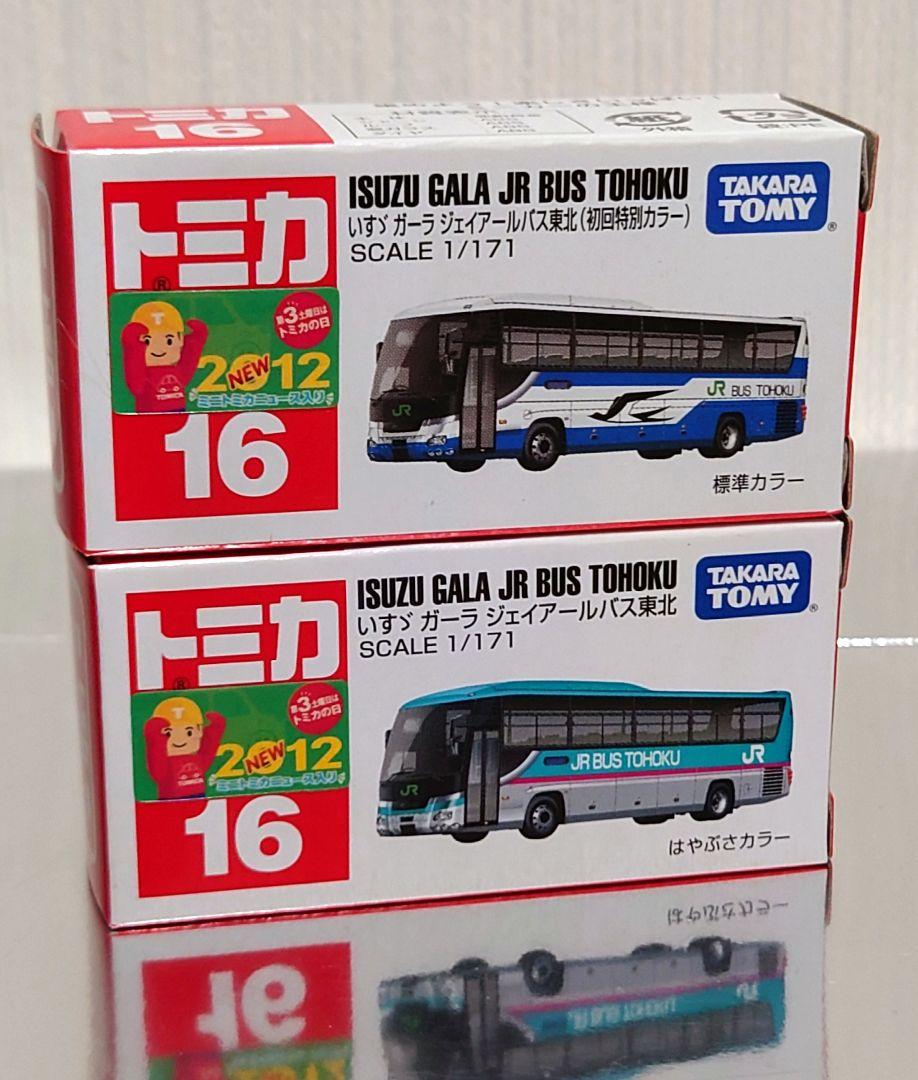 トミカ
16
トミカ
ISUZU GALA JR BUS TOHOKU
いすゞ ガーラ ジェイアールバス東北(初回特別カラー)
SCALE 1/171
TAKARA
TOMY
®
®
T
第3土曜日は
トミカの日
2012
NEW
ミニトミカニュース入り
TOMICA
16
JR
JR BUS TOHOKU
標準カラー
トミカ
ISUZU GALA JR BUS TOHOKU
いすゞ ガーラ ジェイアールバス東北
SCALE 1/171
TAKARA
TOMY
®
®
T
第3土曜日は
トミカの日
2012
NEW
ミニトミカニュース入り
TOMICA
16
JR
JR BUS TOHOKU
JR
はやぶさカラー